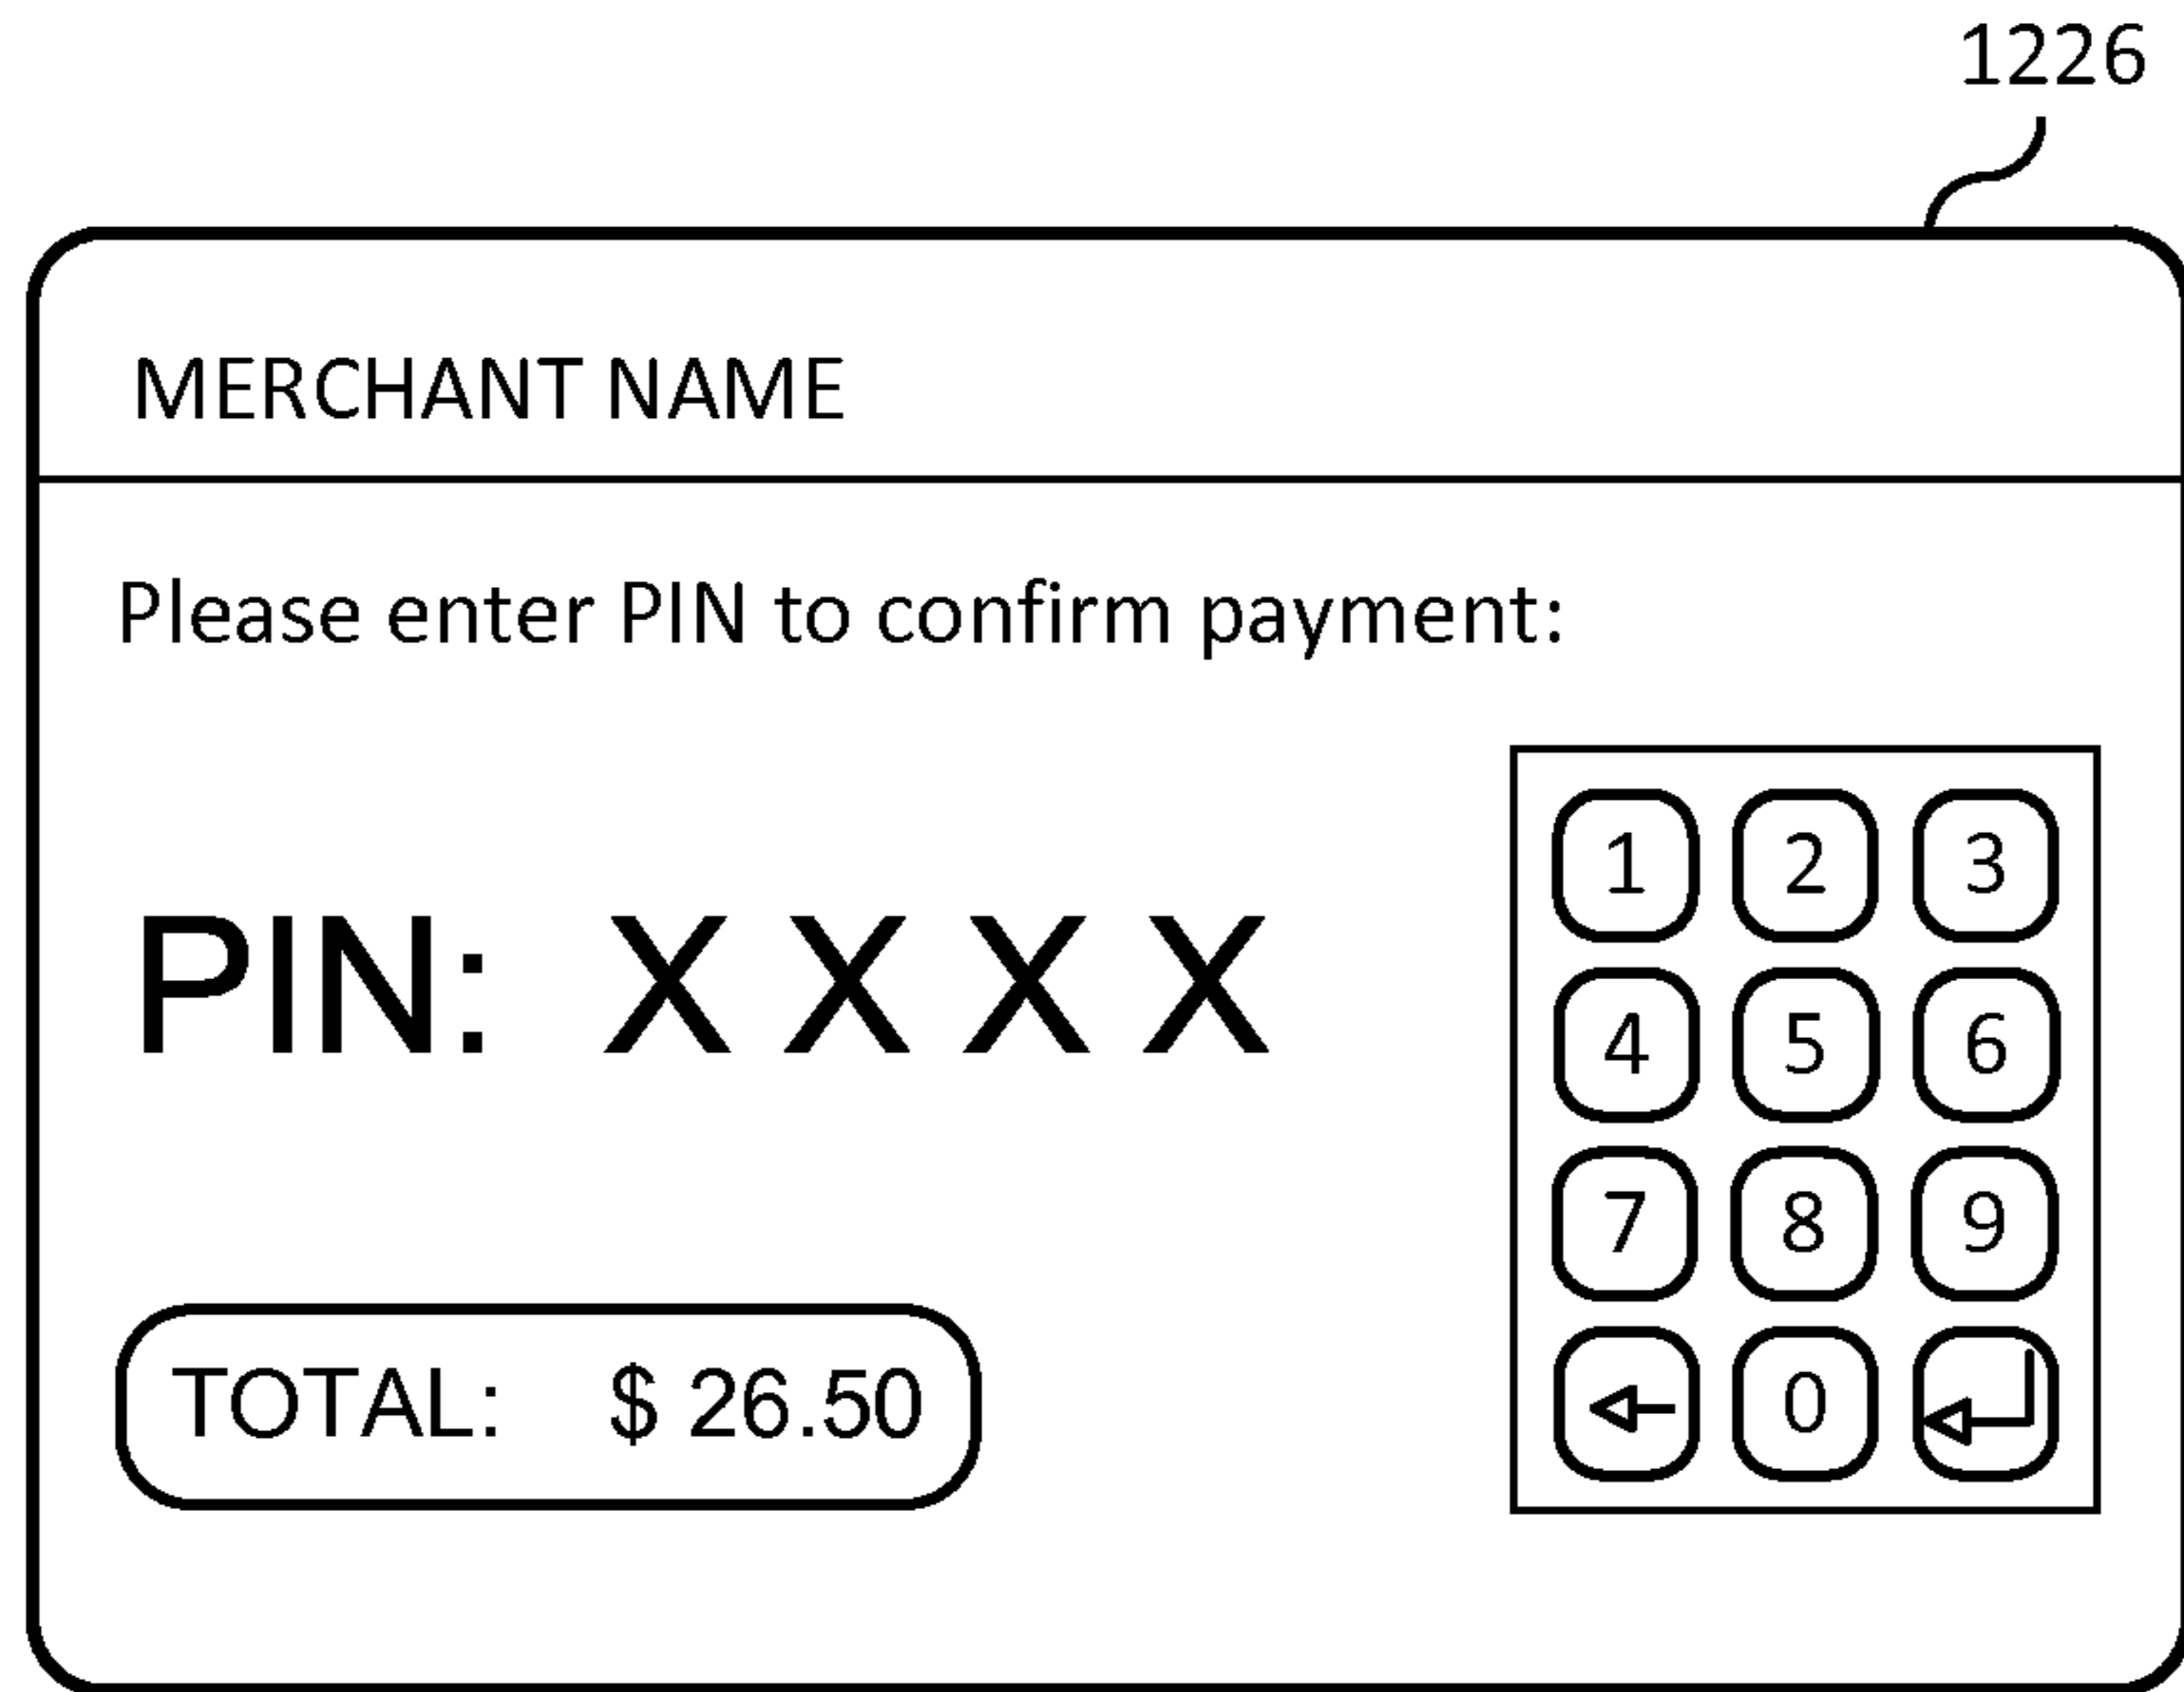 1226
MERCHANT NAME
Please enter PIN to confirm payment:
PIN: X X X X
1 2 3
4 5 6
7 8 9
0
TOTAL: $ 26.50